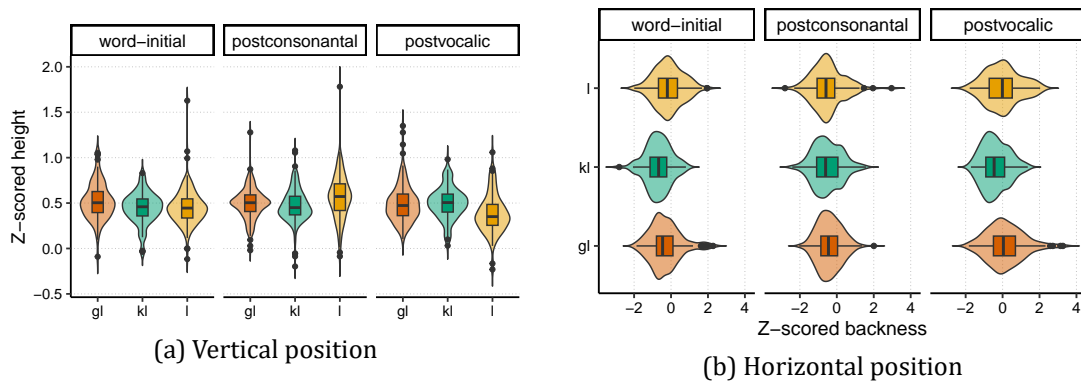 word−initial postconsonantal postvocalic
2.0
1.5
1.0
0.5
0.0
−0.5
Z−scored height
gl kl l gl kl l gl kl l
(a) Vertical position
word−initial postconsonantal postvocalic
l
kl
gl
−2 0 2 4 −2 0 2 4 −2 0 2 4
Z−scored backness
(b) Horizontal position